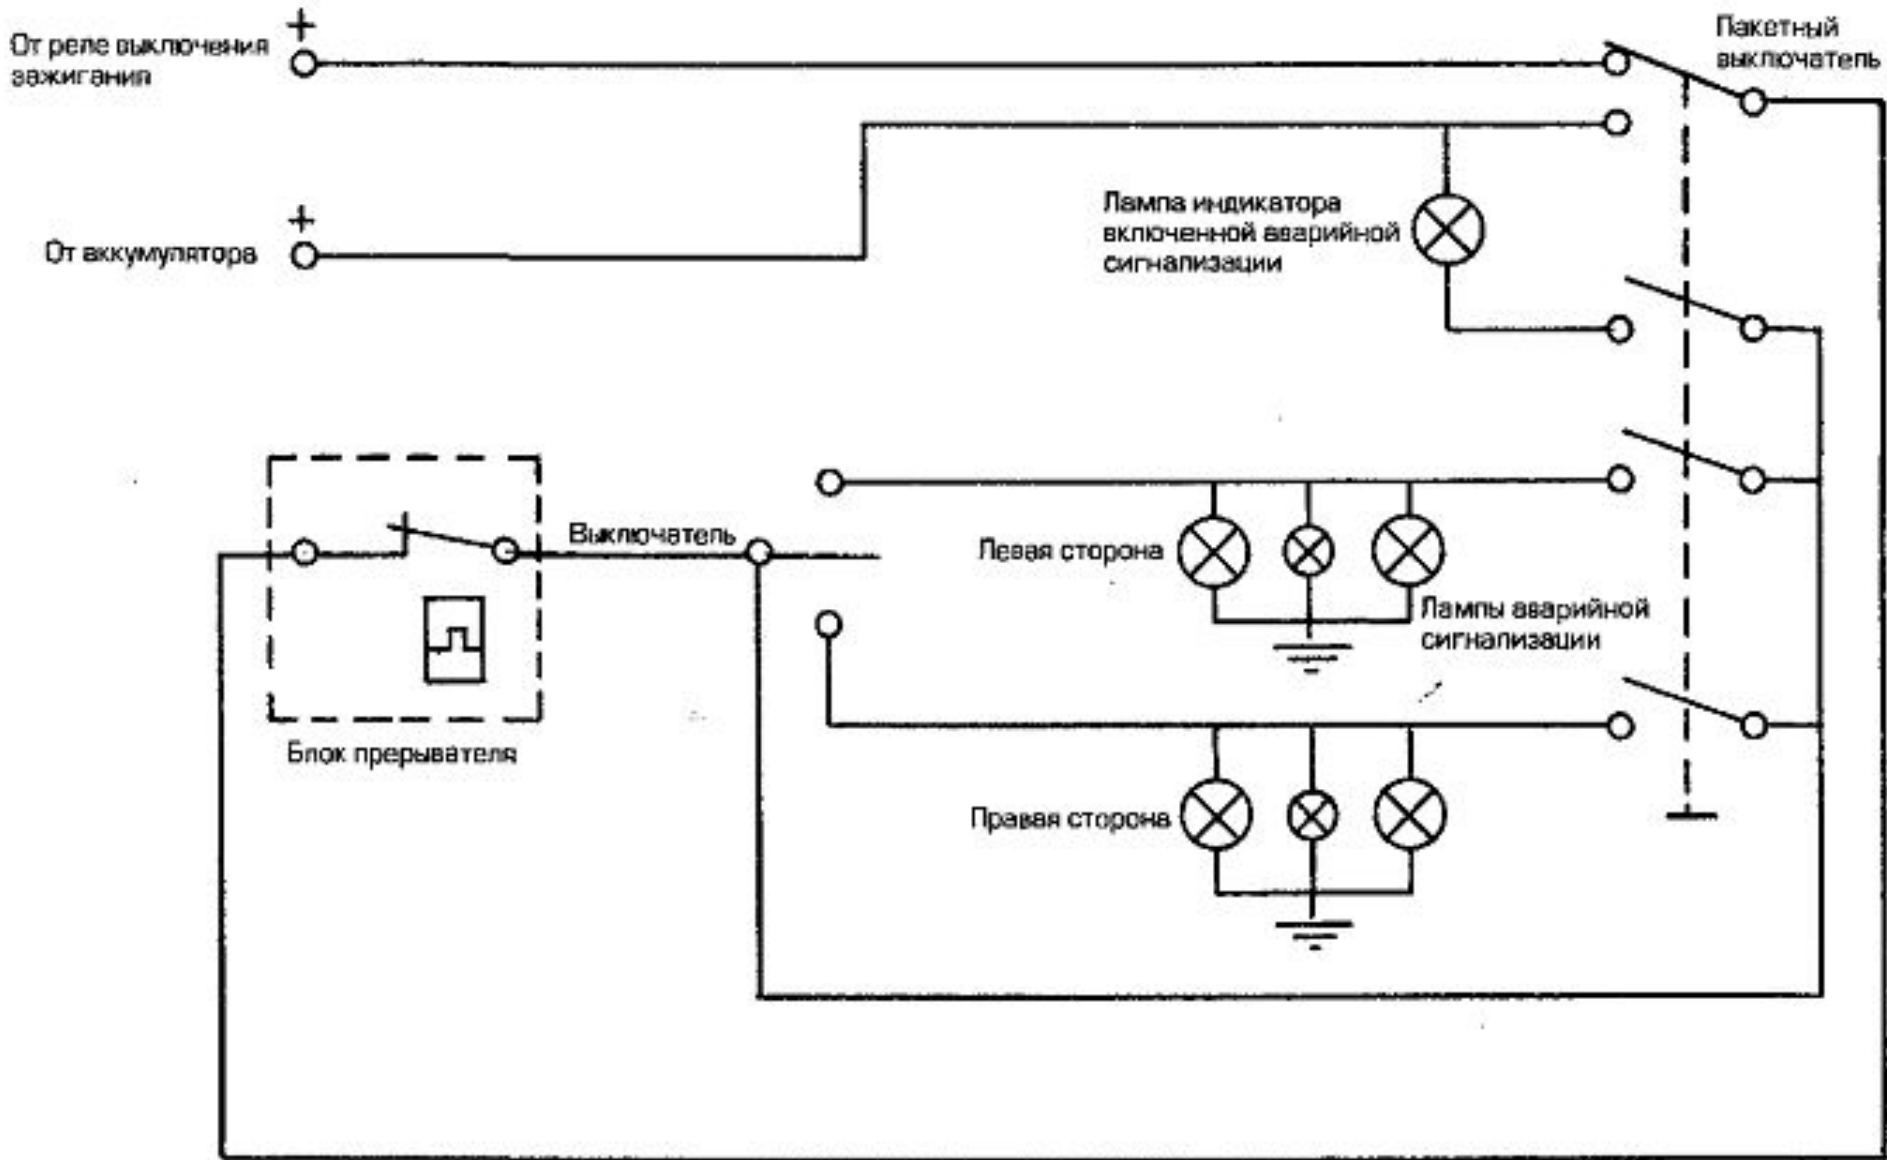 От реле выключения
зажигания
+
Пакетный
выключатель
+
От аккумулятора
Лампа индикатора
включенной аварийной
сигнализации
Выключатель
Левая сторона
Лампы аварийной
сигнализации
Блок прерывателя
Правая сторона